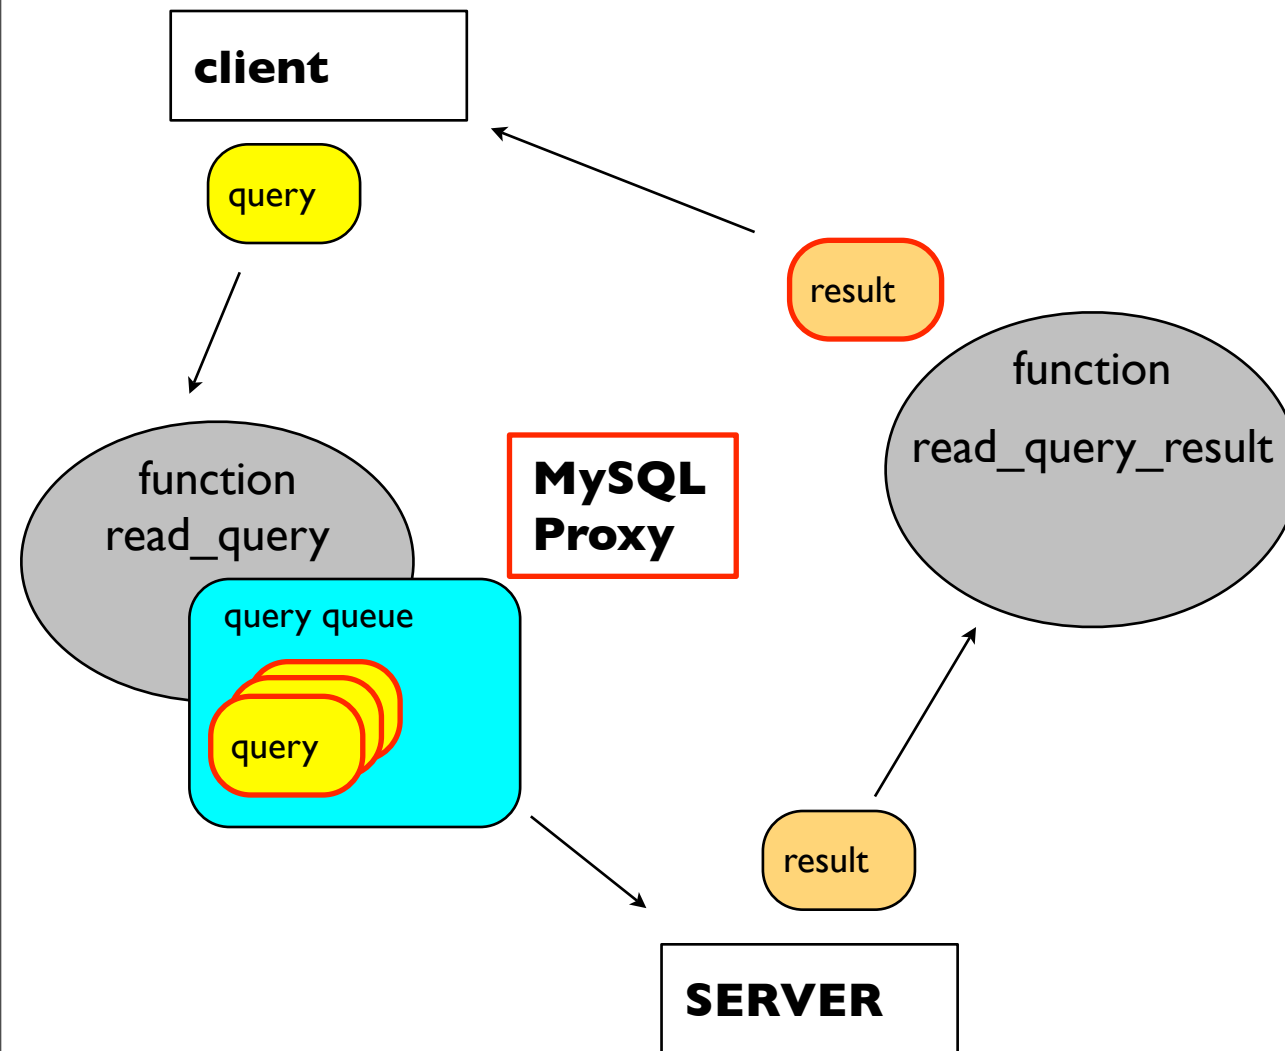 client
query
result
function
read_query_result
MySQL
Proxy
function
read_query
query queue
query
result
SERVER